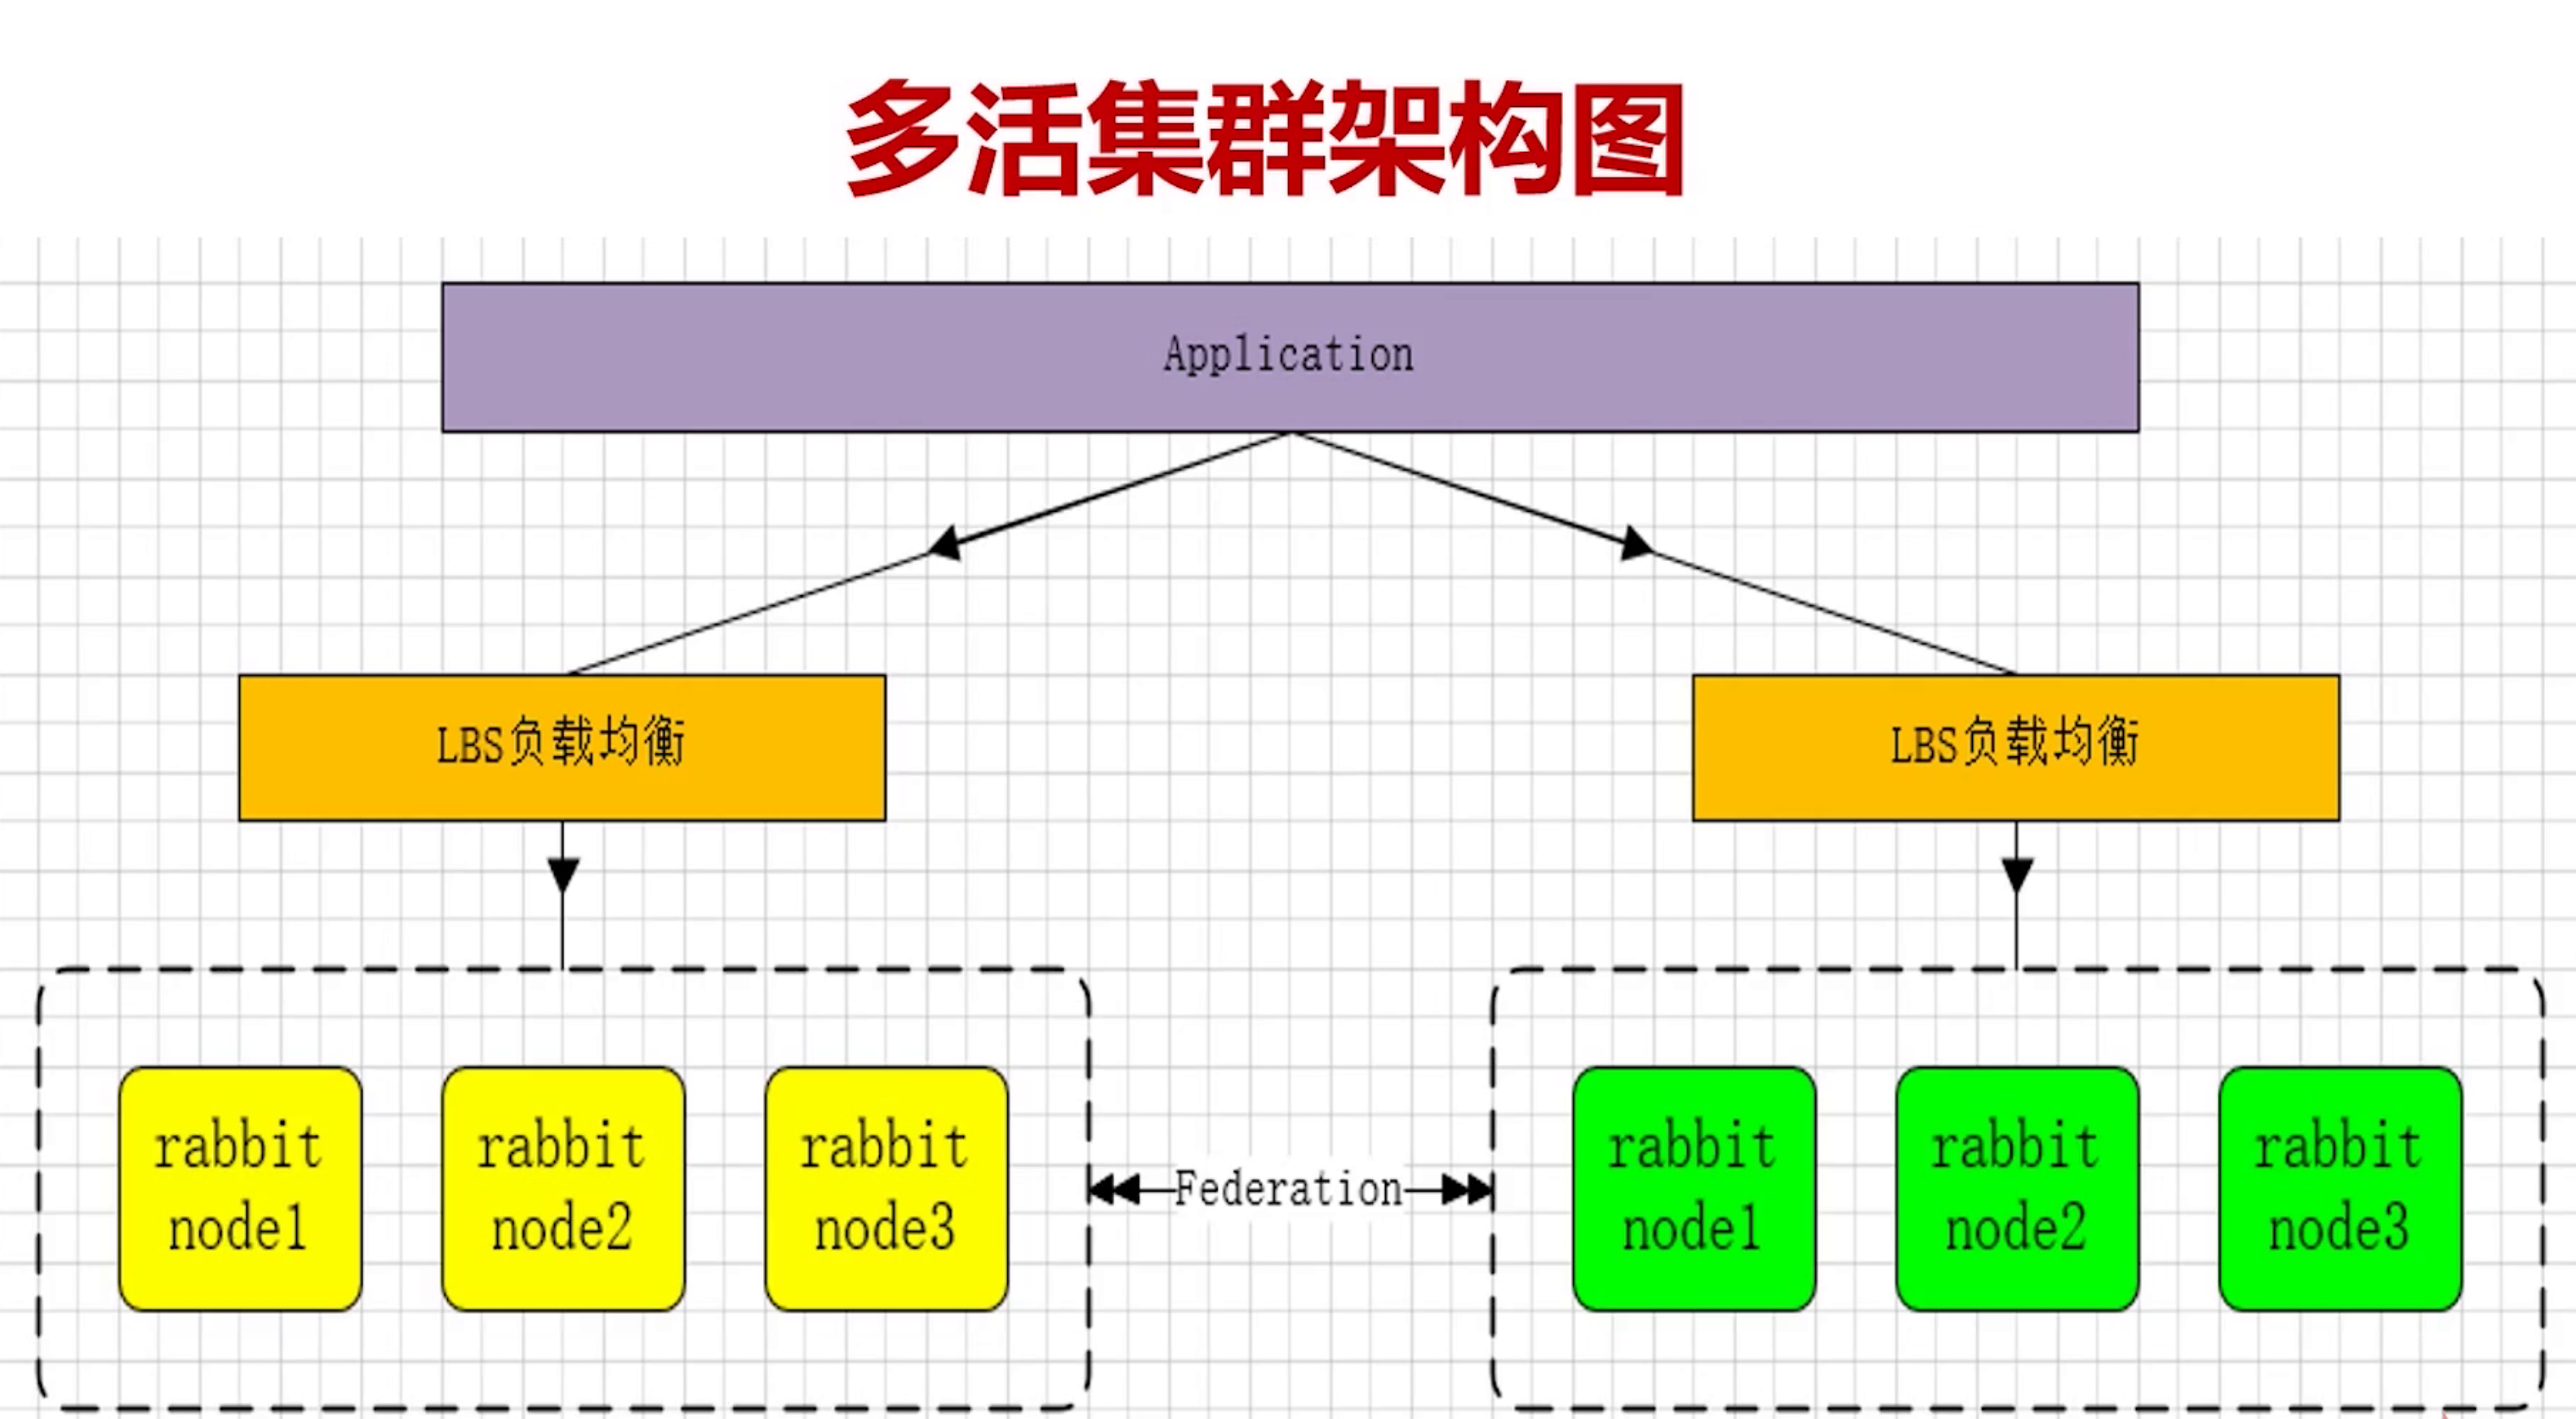 多活集群架构图
Application
LBS负载均衡
LBS负载均衡
rabbit
node1
rabbit
node2
rabbit
node3
Federation
rabbit
node1
rabbit
node2
rabbit
node3